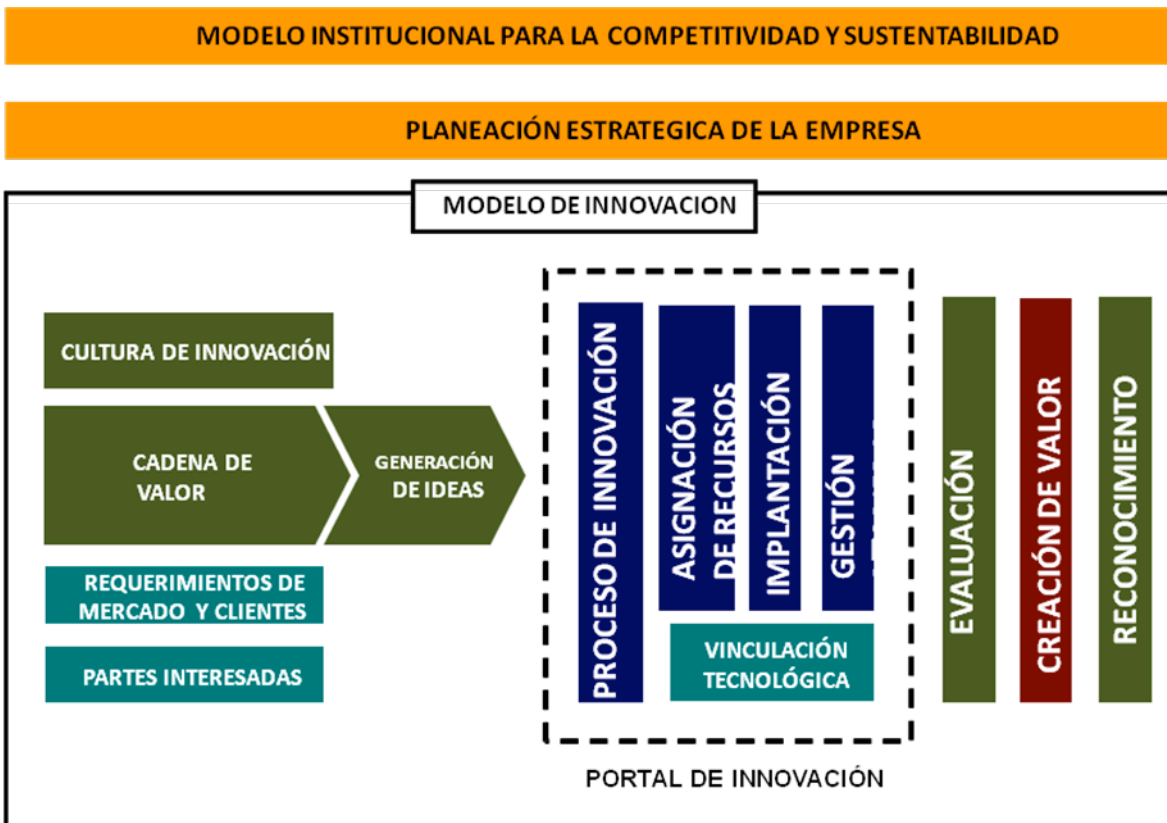 MODELO INSTITUCIONAL PARA LA COMPETITIVIDAD Y SUSTENTABILIDAD
PLANEACIÓN ESTRATEGICA DE LA EMPRESA
MODELO DE INNOVACION
CULTURA DE INNOVACIÓN
CADENA DE
VALOR
GENERACIÓN
DE IDEAS
REQUERIMIENTOS DE
MERCADO Y CLIENTES
PARTES INTERESADAS
PROCESO DE INNOVACIÓN
ASIGNACIÓN
DE RECURSOS
IMPLANTACIÓN
GESTIÓN
VINCULACIÓN
TECNOLÓGICA
PORTAL DE INNOVACIÓN
EVALUACIÓN
CREACIÓN DE VALOR
RECONOCIMIENTO